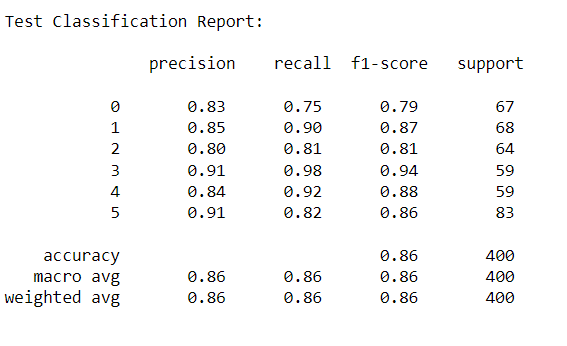 Test Classification Report:
precision recall f1-score support
0 0.83 0.75 0.79 67
1 0.85 0.90 0.87 68
2 0.80 0.81 0.81 64
3 0.91 0.98 0.94 59
4 0.84 0.92 0.88 59
5 0.91 0.82 0.86 83
accuracy 0.86 400
macro avg 0.86 0.86 0.86 400
weighted avg 0.86 0.86 0.86 400